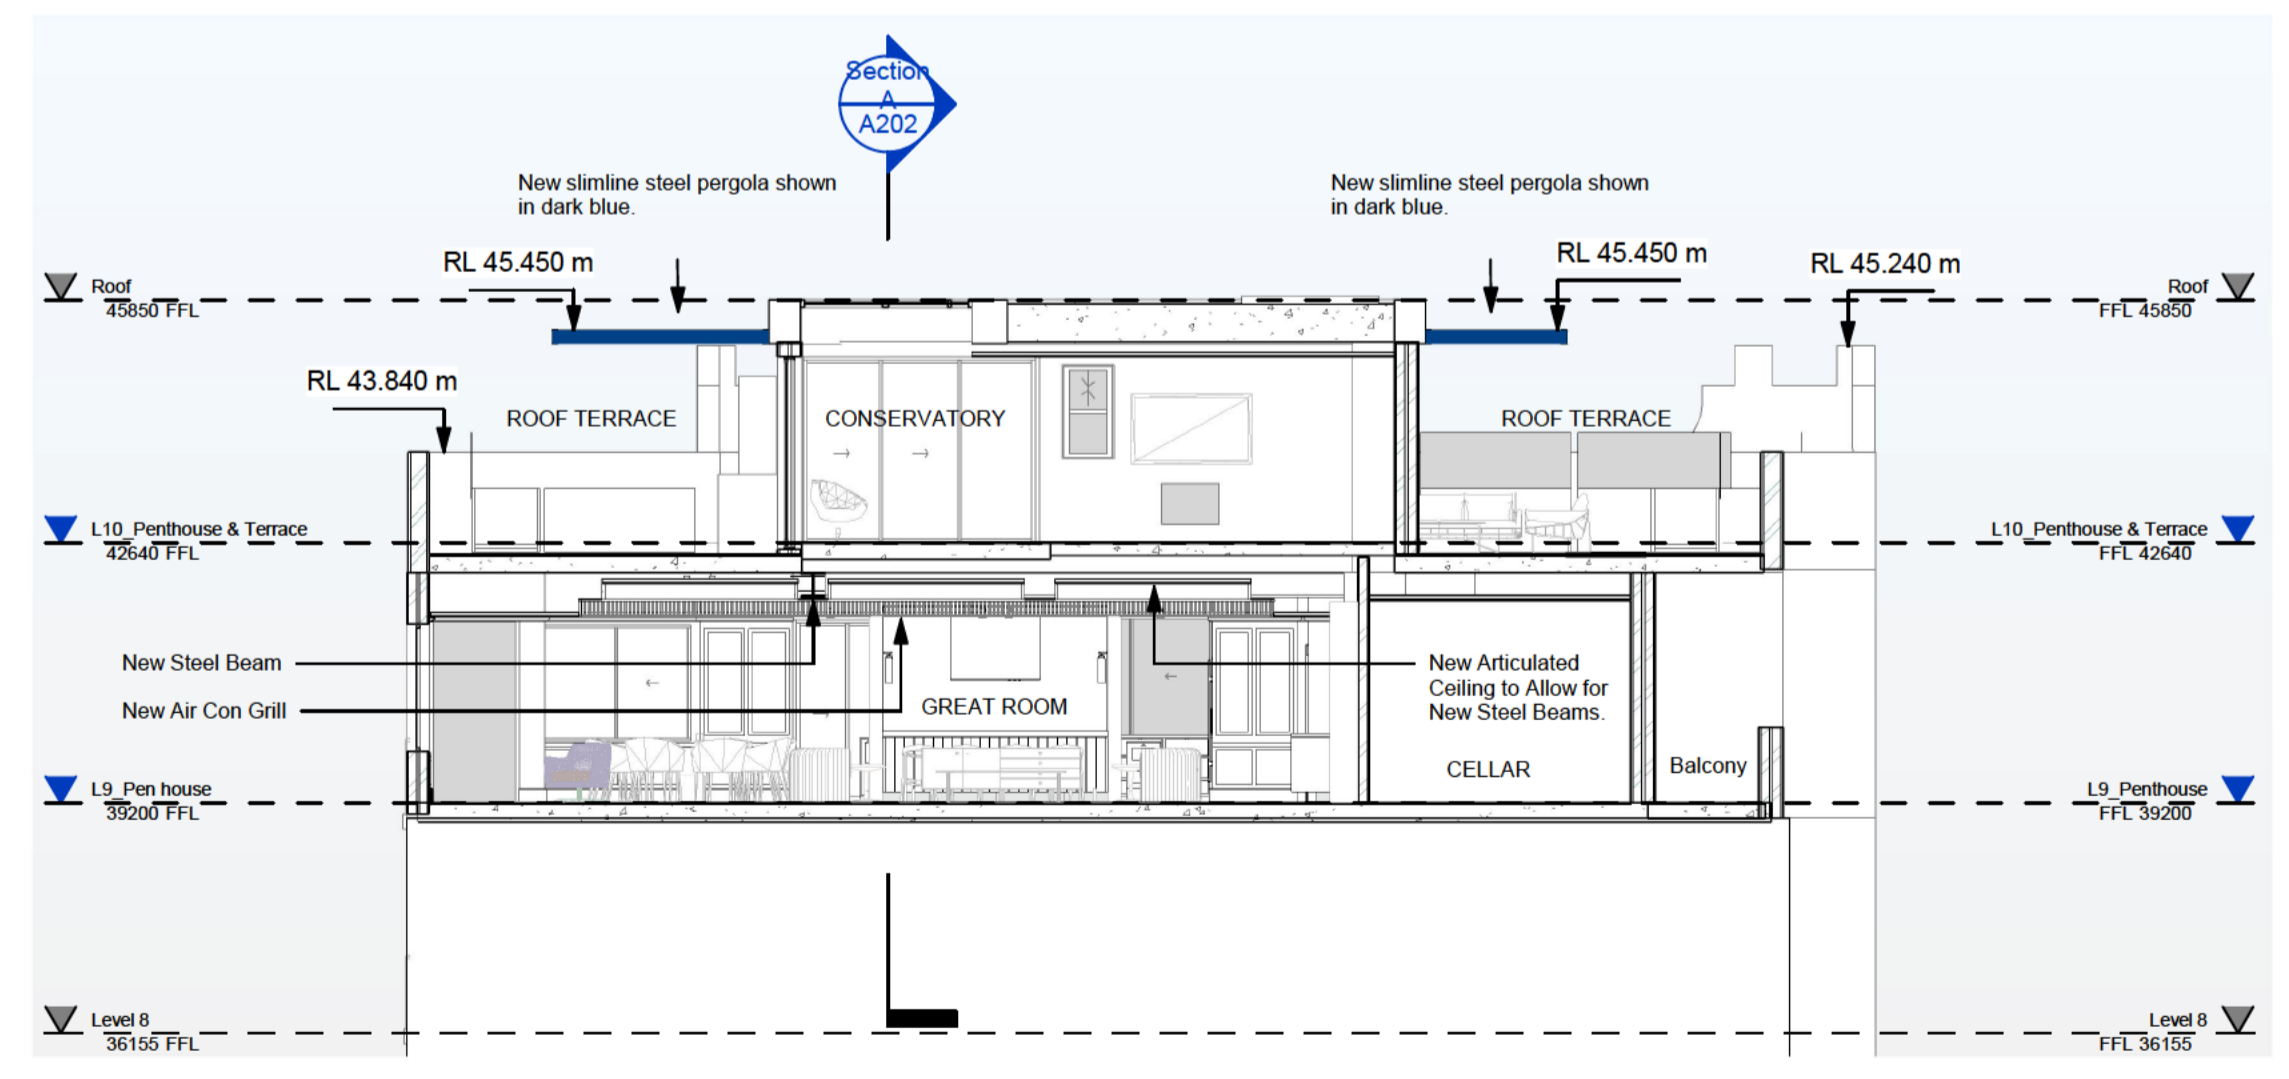 Section
A
A202
New slimline steel pergola shown
in dark blue.
New slimline steel pergola shown
in dark blue.
RL 45.450 m
RL 45.450 m
RL 45.240 m
Roof
45850 FFL
Roof
FFL 45850
RL 43.840 m
ROOF TERRACE
CONSERVATORY
ROOF TERRACE
L10_Penthouse & Terrace
42640 FFL
L10_Penthouse & Terrace
FFL 42640
New Steel Beam
New Air Con Grill
GREAT ROOM
New Articulated
Ceiling to Allow for
New Steel Beams.
CELLAR
Balcony
L9_Pen house
39200 FFL
L9_Penthouse
FFL 39200
Level 8
36155 FFL
Level 8
FFL 36155